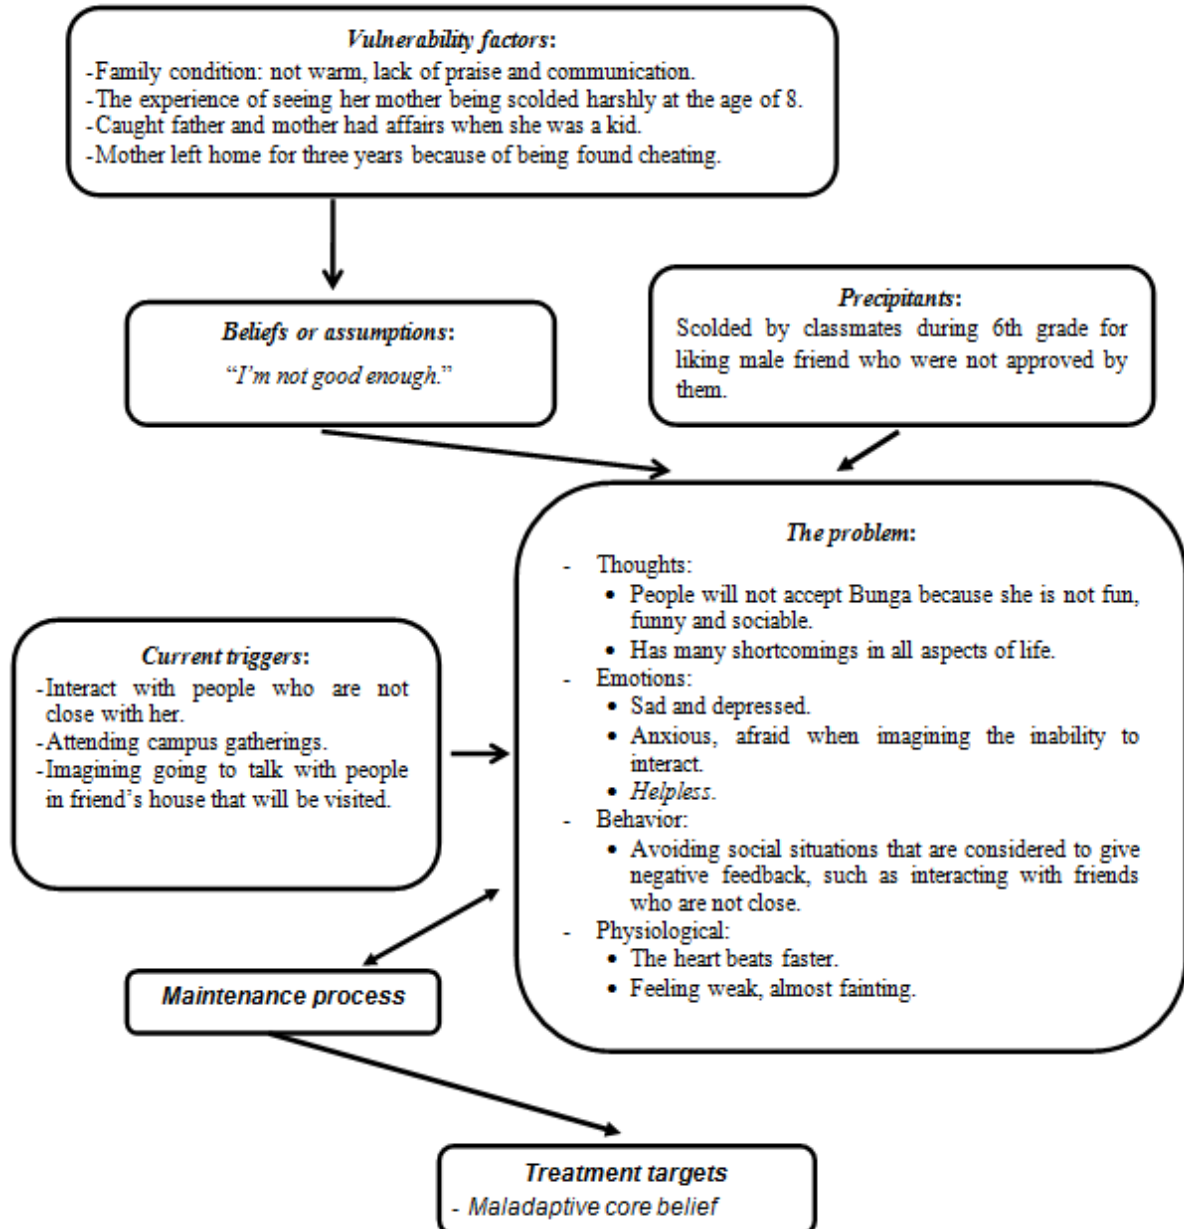 Vulnerability factors:
-Family condition: not warm, lack of praise and communication.
-The experience of seeing her mother being scolded harshly at the age of 8.
-Caught father and mother had affairs when she was a kid.
-Mother left home for three years because of being found cheating.
Beliefs or assumptions:
“I’m not good enough.”
Precipitants:
Scolded by classmates during 6th grade for
liking male friend who were not approved by
them.
Current triggers:
-Interact with people who are not
close with her.
-Attending campus gatherings.
-Imagining going to talk with people
in friend’s house that will be visited.
The problem:
- Thoughts:
• People will not accept Bunga because she is not fun,
funny and sociable.
• Has many shortcomings in all aspects of life.
- Emotions:
• Sad and depressed.
• Anxious, afraid when imagining the inability to
interact.
• Helpless.
- Behavior:
• Avoiding social situations that are considered to give
negative feedback, such as interacting with friends
who are not close.
- Physiological:
• The heart beats faster.
• Feeling weak, almost fainting.
Maintenance process
Treatment targets
- Maladaptive core belief